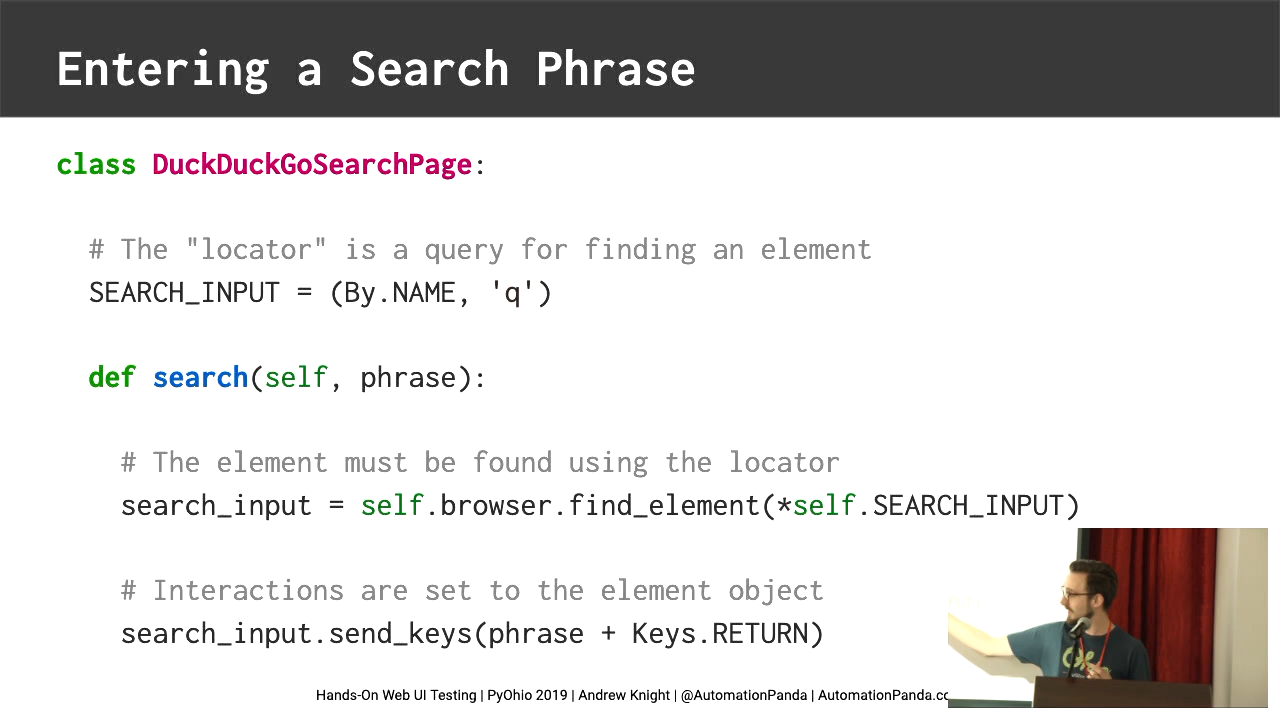 Entering a Search Phrase
class DuckDuckGoSearchPage:
# The "locator" is a query for finding an element
SEARCH_INPUT = (By.NAME, 'q')
def search(self, phrase):
# The element must be found using the locator
search_input = self.browser.find_element(*self.SEARCH_INPUT)
# Interactions are set to the element object
search_input.send_keys(phrase + Keys.RETURN)
Hands-On Web UI Testing | PyOhio 2019 | Andrew Knight | @AutomationPanda | AutomationPanda.co